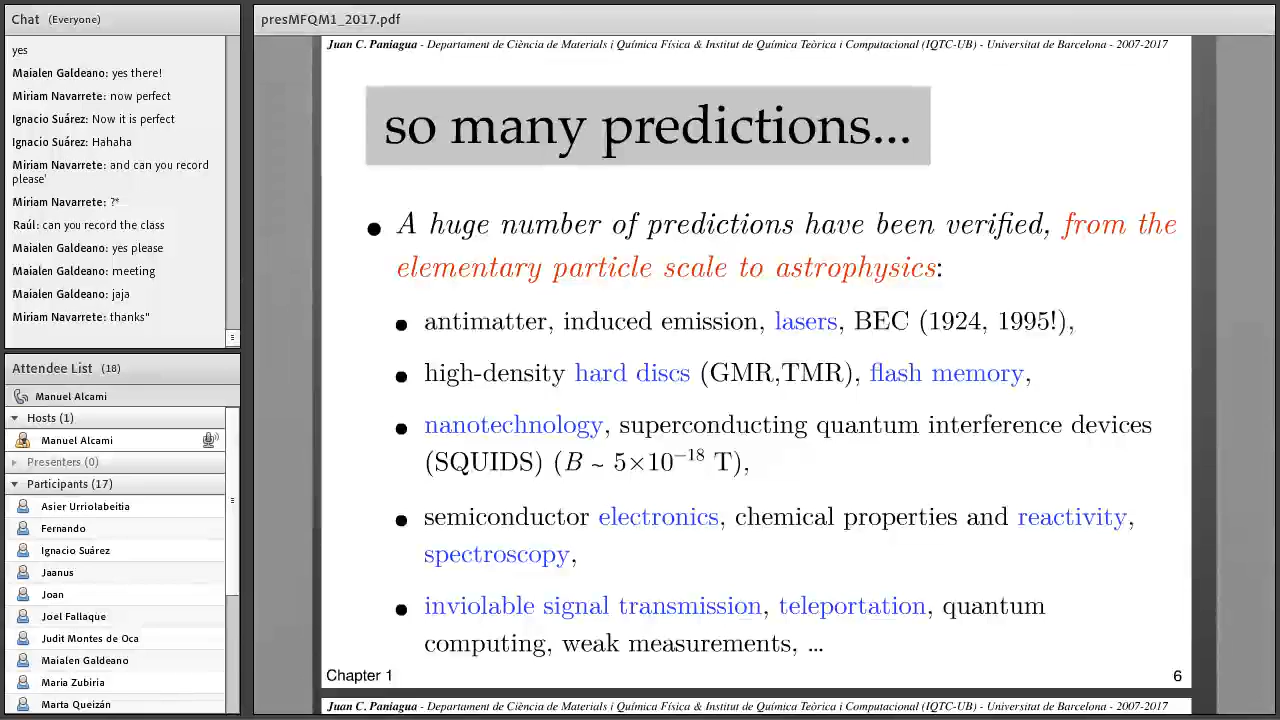 Chat (Everyone)
yes
Maialen Galdeano: yes there!
Miriam Navarrete: now perfect
Ignacio Suárez: Now it is perfect
Ignacio Suárez: Hahaha
Miriam Navarrete: and can you record
please'
Miriam Navarrete: ?*
Raúl: can you record the class
Maialen Galdeano: yes please
Maialen Galdeano: meeting
Maialen Galdeano: jaja
Miriam Navarrete: thanks"
Attendee List (18)
Manuel Alcami
Hosts (1)
Manuel Alcami
Presenters (0)
Participants (17)
Asier Urriolabeitia
Fernando
Ignacio Suárez
Jaanus
Joan
Joel Fallaque
Judit Montes de Oca
Maialen Galdeano
Maria Zubiria
Marta Queizán
presMFQM1_2017.pdf
Juan C. Paniagua - Departament de Ciència de Materials i Química Física & Institut de Química Teòrica i Computacional (IQTC-UB) - Universitat de Barcelona - 2007-2017
so many predictions...
• A huge number of predictions have been verified, from the
elementary particle scale to astrophysics:
• antimatter, induced emission, lasers, BEC (1924, 1995!),
• high-density hard discs (GMR,TMR), flash memory,
• nanotechnology, superconducting quantum interference devices
(SQUIDS) (B ~ 5×10⁻¹⁸ T),
• semiconductor electronics, chemical properties and reactivity,
spectroscopy,
• inviolable signal transmission, teleportation, quantum
computing, weak measurements, ...
Chapter 1
6
Juan C. Paniagua - Departament de Ciència de Materials i Química Física & Institut de Química Teòrica i Computacional (IQTC-UB) - Universitat de Barcelona - 2007-2017